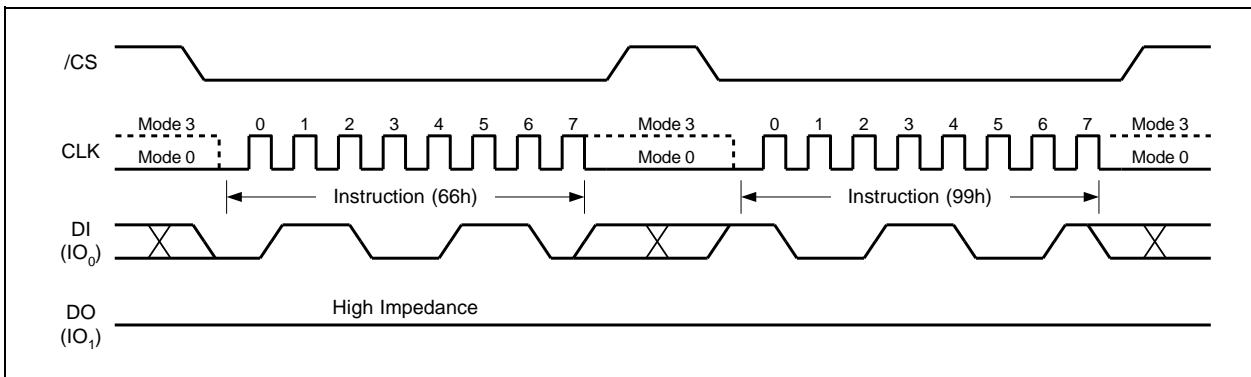 /CS
Mode 3 0 1 2 3 4 5 6 7 Mode 3 0 1 2 3 4 5 6 7 Mode 3
CLK Mode 0 Mode 0 Mode 0
Instruction (66h) Instruction (99h)
DI
(IO₀)
High Impedance
DO
(IO₁)